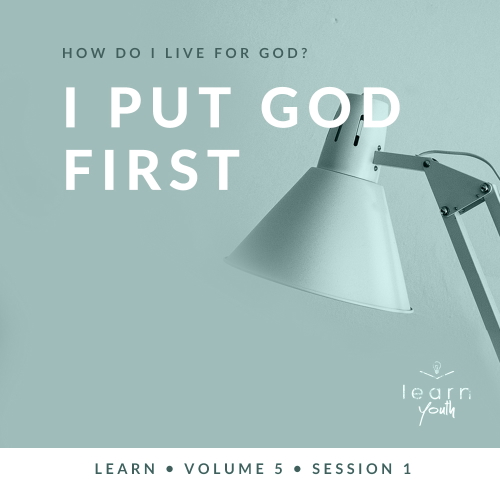 HOW DO I LIVE FOR GOD?
I PUT GOD
FIRST
learn
youth
LEARN • VOLUME 5 • SESSION 1